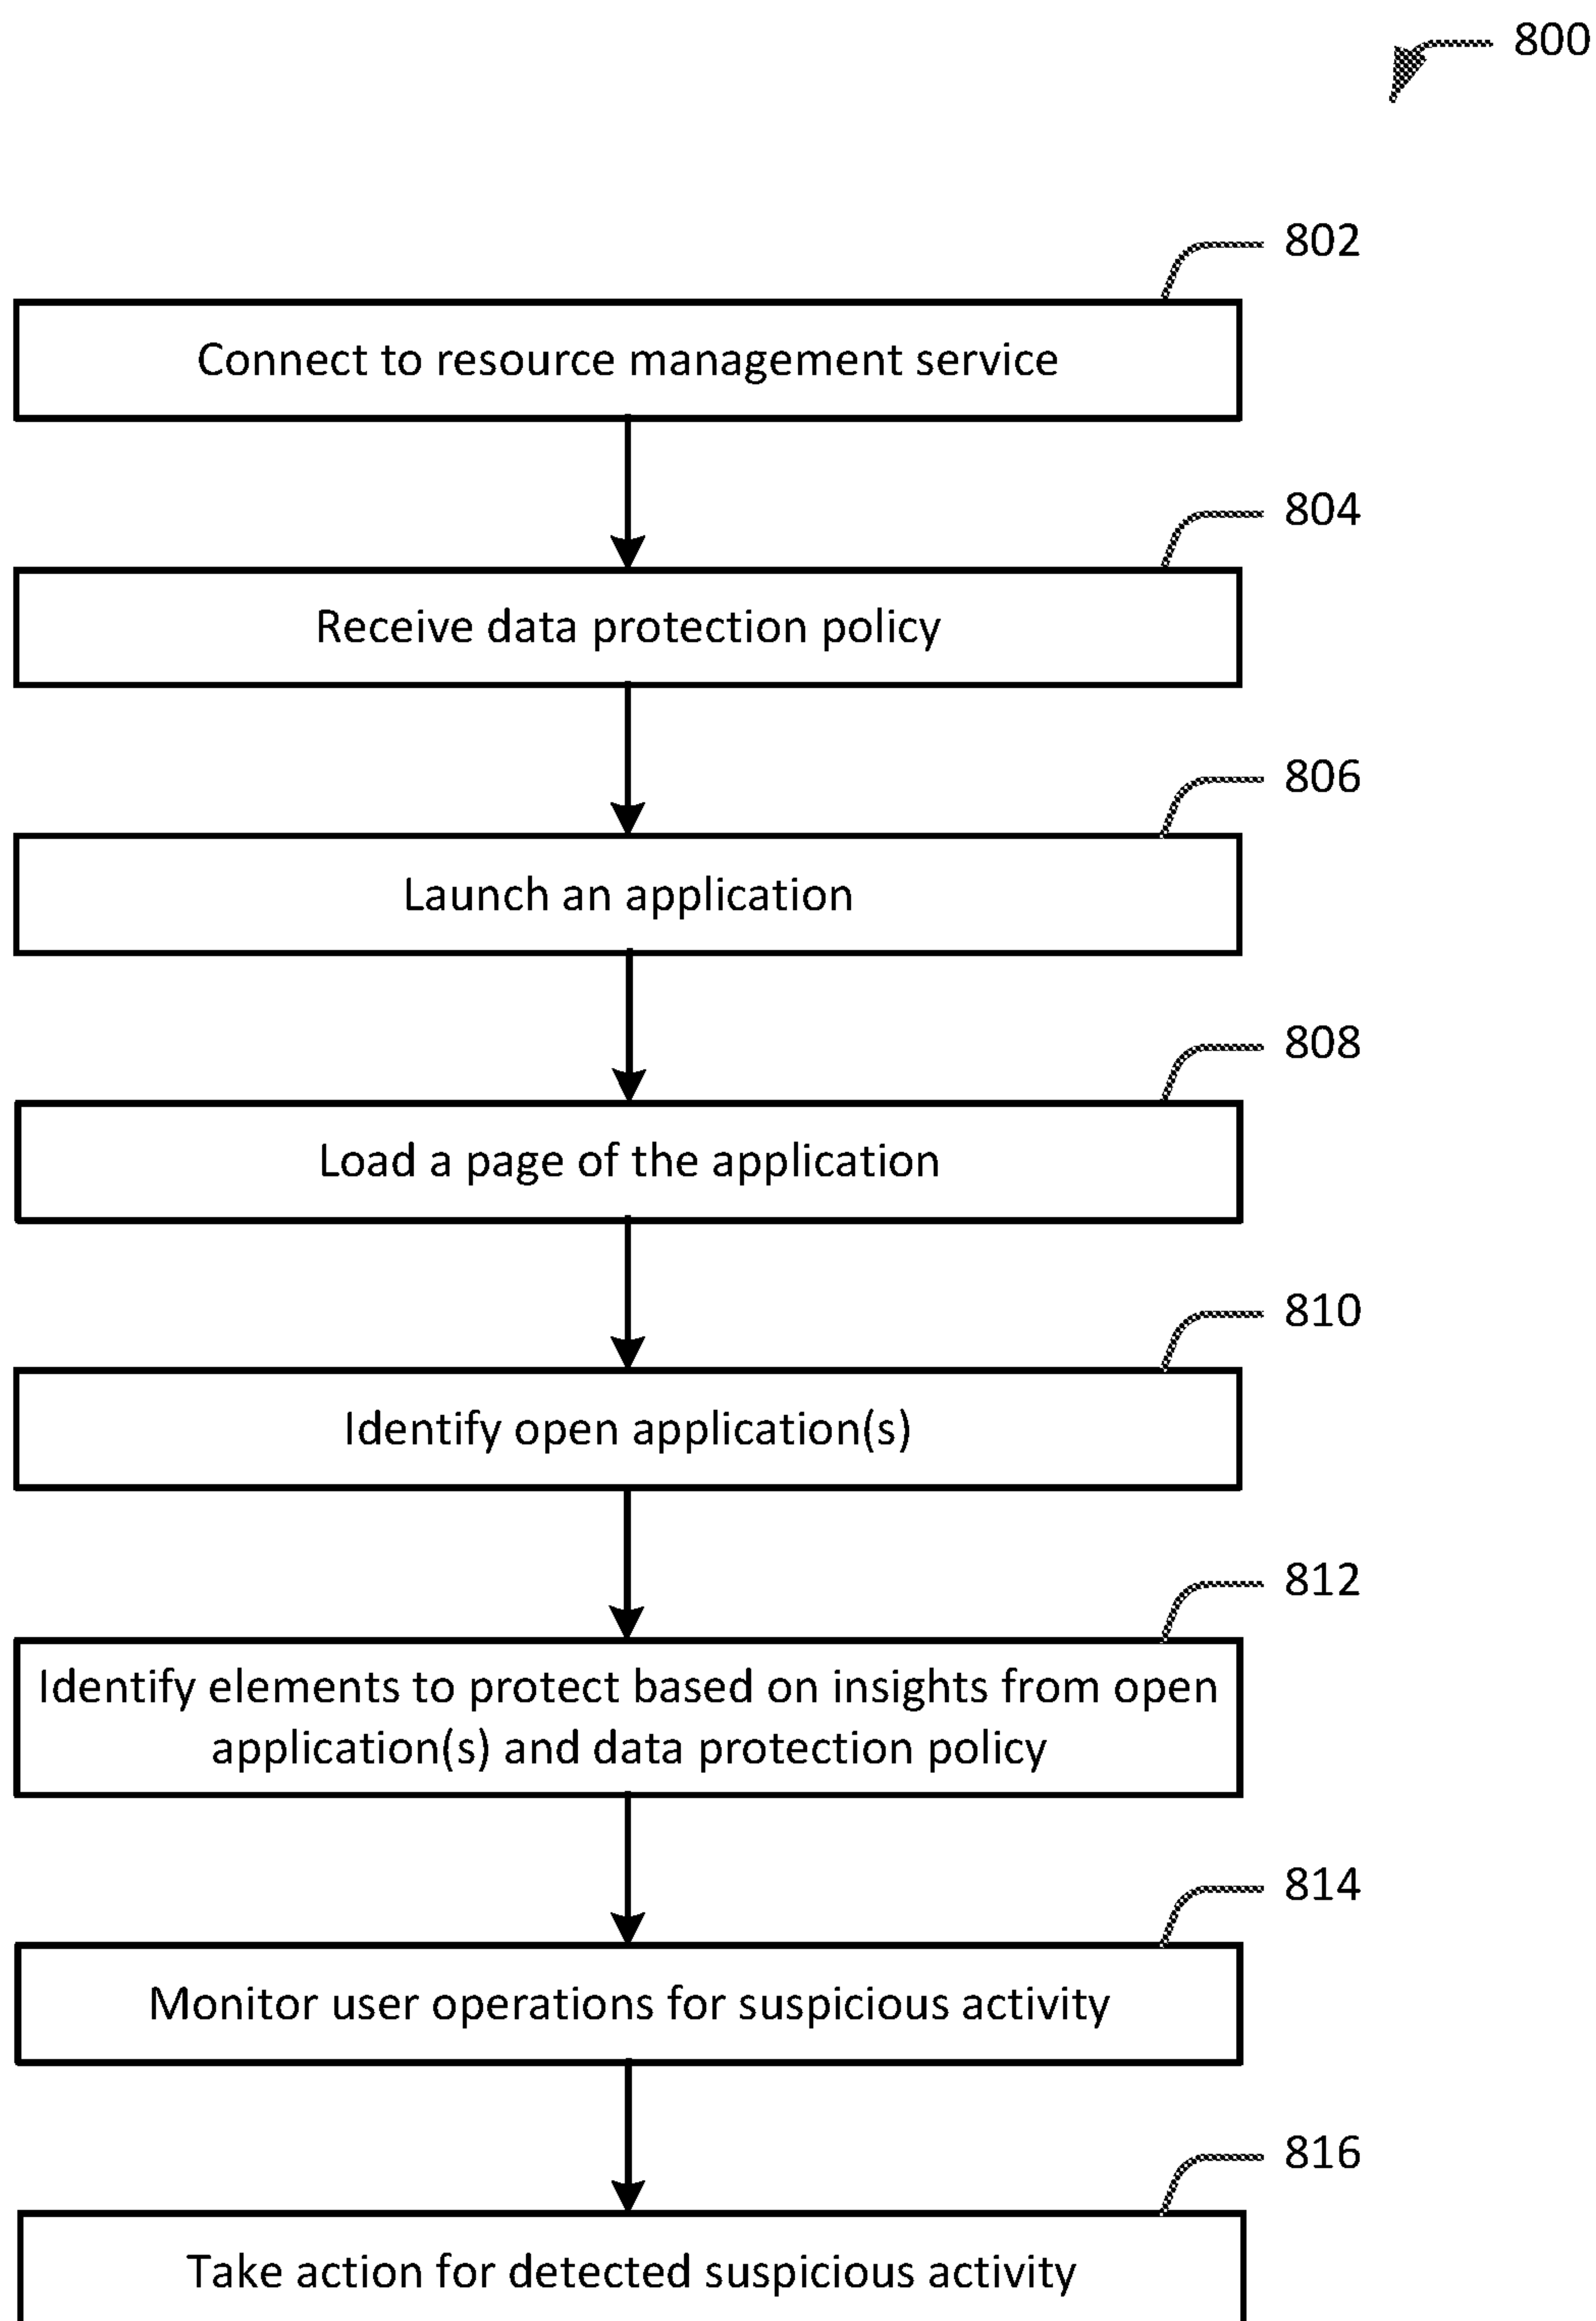 800
802
Connect to resource management service
804
Receive data protection policy
806
Launch an application
808
Load a page of the application
810
Identify open application(s)
812
Identify elements to protect based on insights from open
application(s) and data protection policy
814
Monitor user operations for suspicious activity
816
Take action for detected suspicious activity